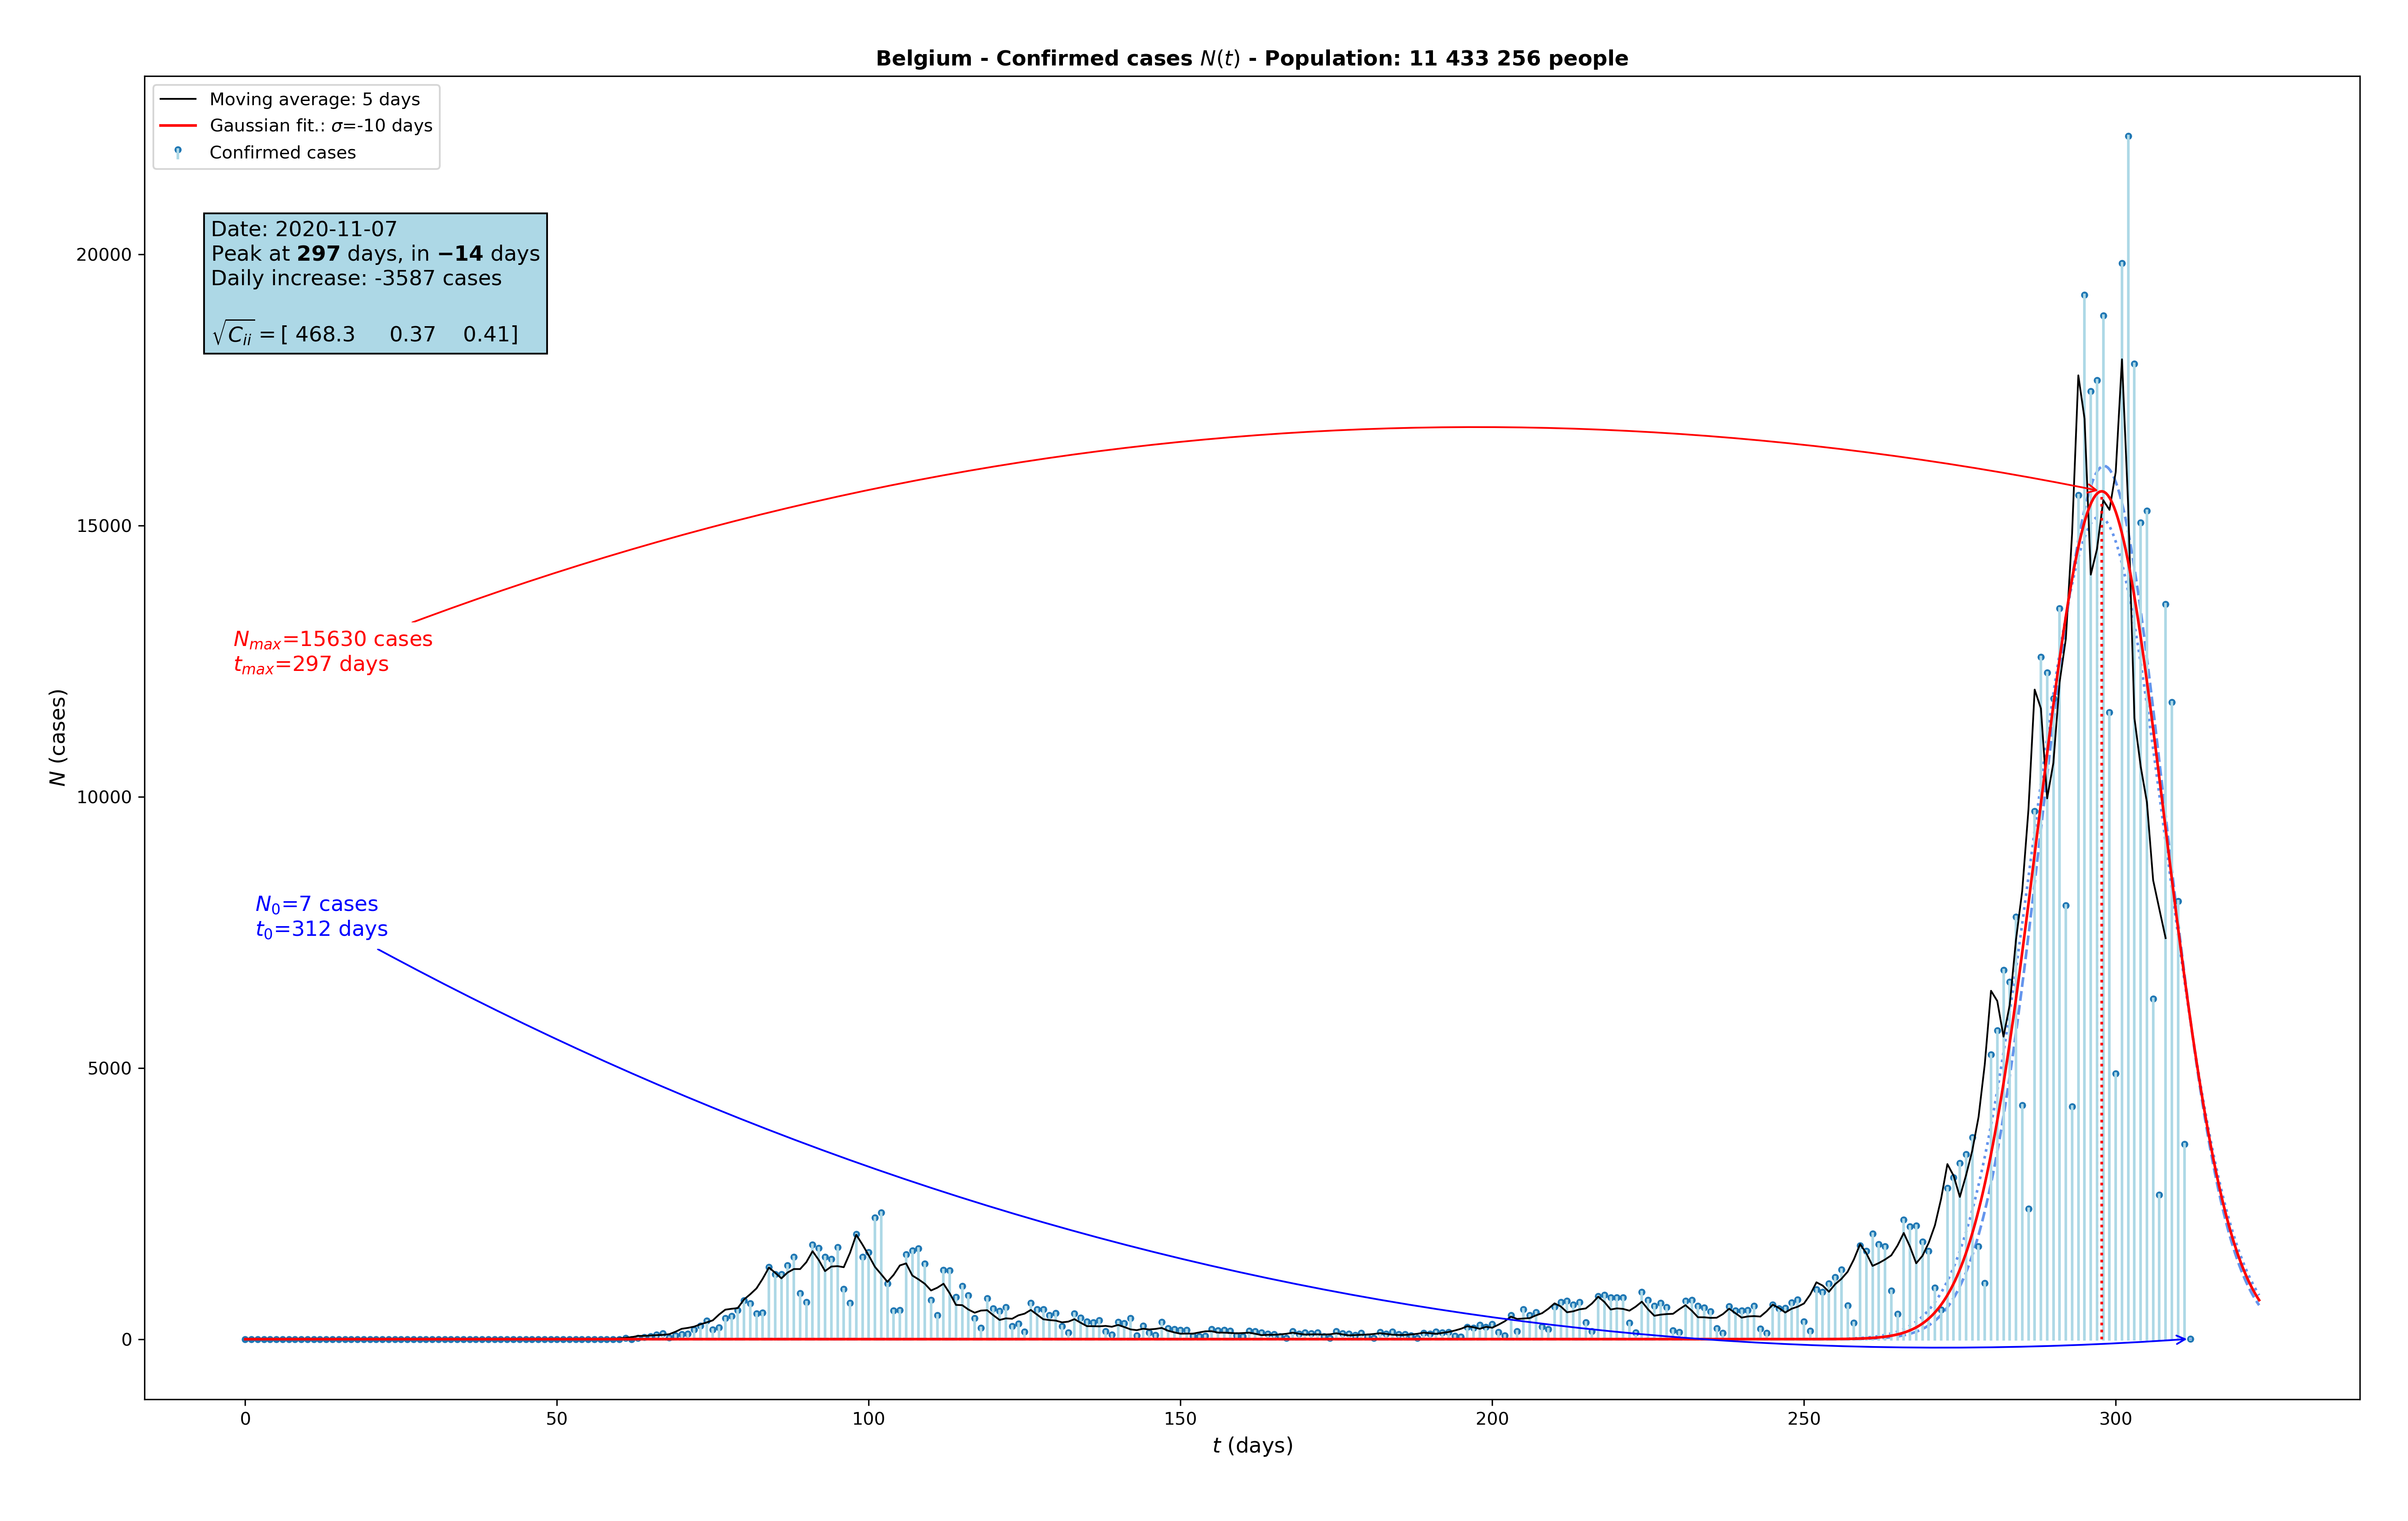 Belgium - Confirmed cases N(t) - Population: 11 433 256 people
Moving average: 5 days
Gaussian fit.: σ=-10 days
Confirmed cases
Date: 2020-11-07
Peak at 297 days, in −14 days
Daily increase: -3587 cases
√C_ii = [ 468.3 0.37 0.41]
N_max=15630 cases
t_max=297 days
N_0=7 cases
t_0=312 days
N (cases)
20000
15000
10000
5000
0
0 50 100 150 200 250 300
t (days)